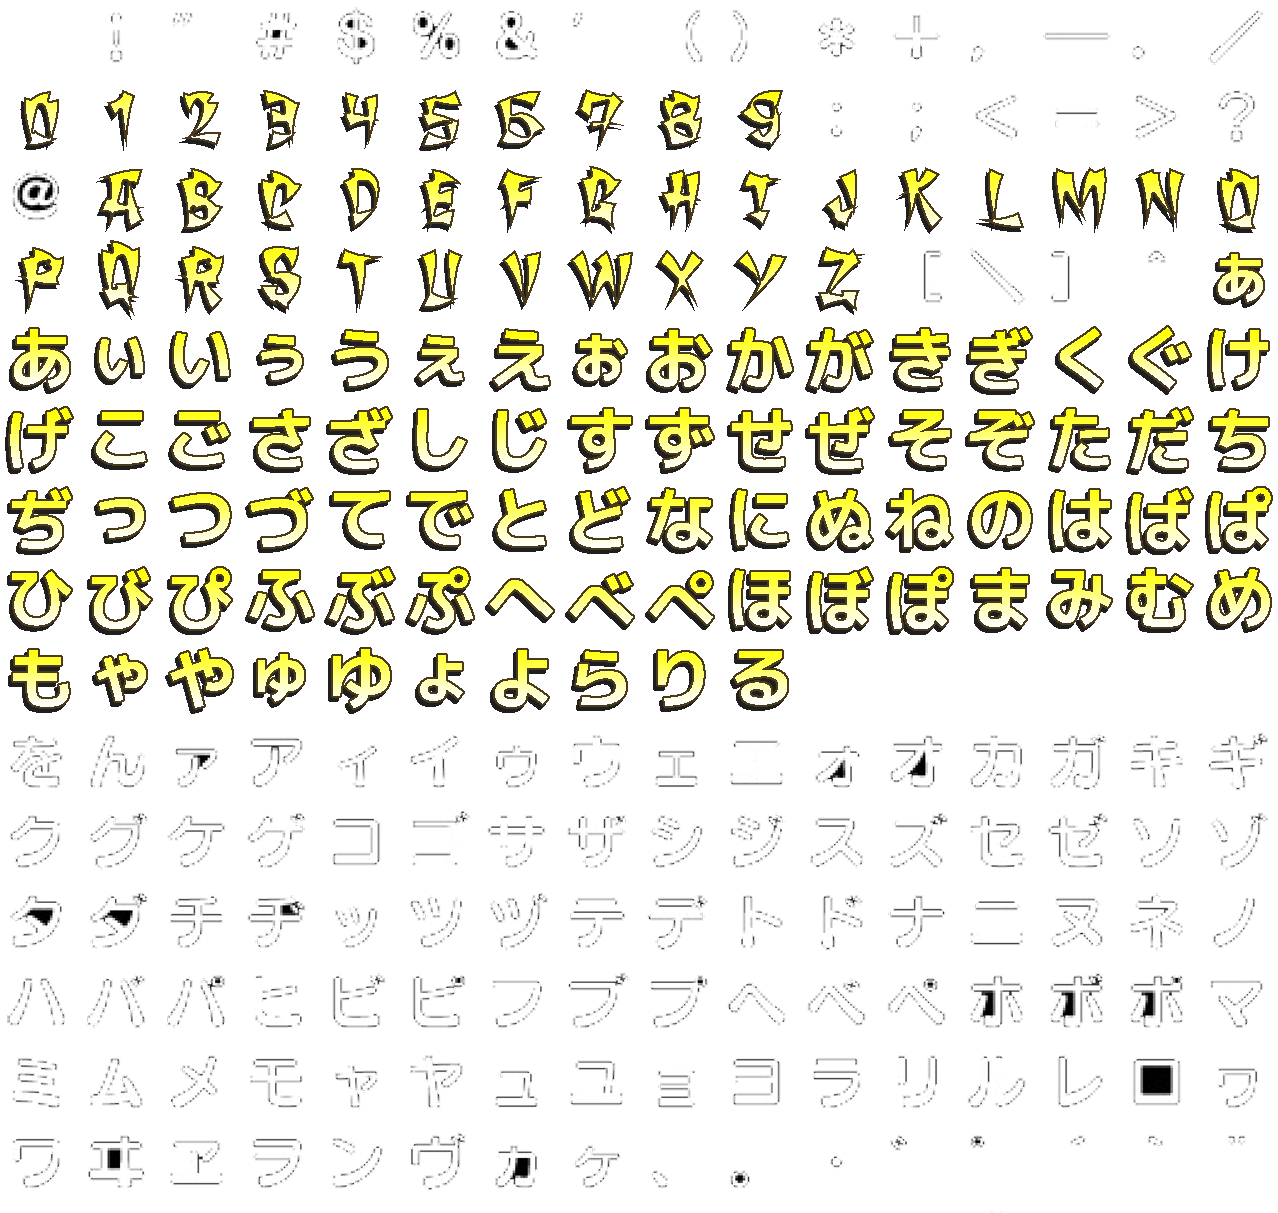 ! " # $ % & ' ( ) * + , ー . /
0 1 2 3 4 5 6 7 8 9 : ; < = > ?
@ A B C D E F G H I J K L M N O
P Q R S T U V W X Y Z [ \ ] ^ あ
あ ぃ い ぅ う ぇ え ぉ お か が き ぎ く ぐ け
げ こ ご さ ざ し じ す ず せ ぜ そ ぞ た だ ち
ぢ っ つ づ て で と ど な に ぬ ね の は ば ぱ
ひ び ぴ ふ ぶ ぷ へ べ ぺ ほ ぼ ぽ ま み む め
も ゃ や ゅ ゆ ょ よ ら り る
を ん ァ ア ィ イ ゥ ウ ェ エ ォ オ カ ガ キ ギ
ク グ ケ ゲ コ ゴ サ ザ シ ジ ス ズ セ ゼ ソ ゾ
タ ダ チ ヂ ッ ツ ヅ テ デ ト ド ナ ニ ヌ ネ ノ
ハ バ パ ヒ ビ ピ フ ブ プ ヘ ベ ペ ホ ボ ポ マ
ミ ム メ モ ャ ヤ ュ ユ ョ ヨ ラ リ ル レ ロ ヮ
ワ ヰ ヱ ヲ ン ヴ ヵ ヶ 、 。 ・ ゛ ゜